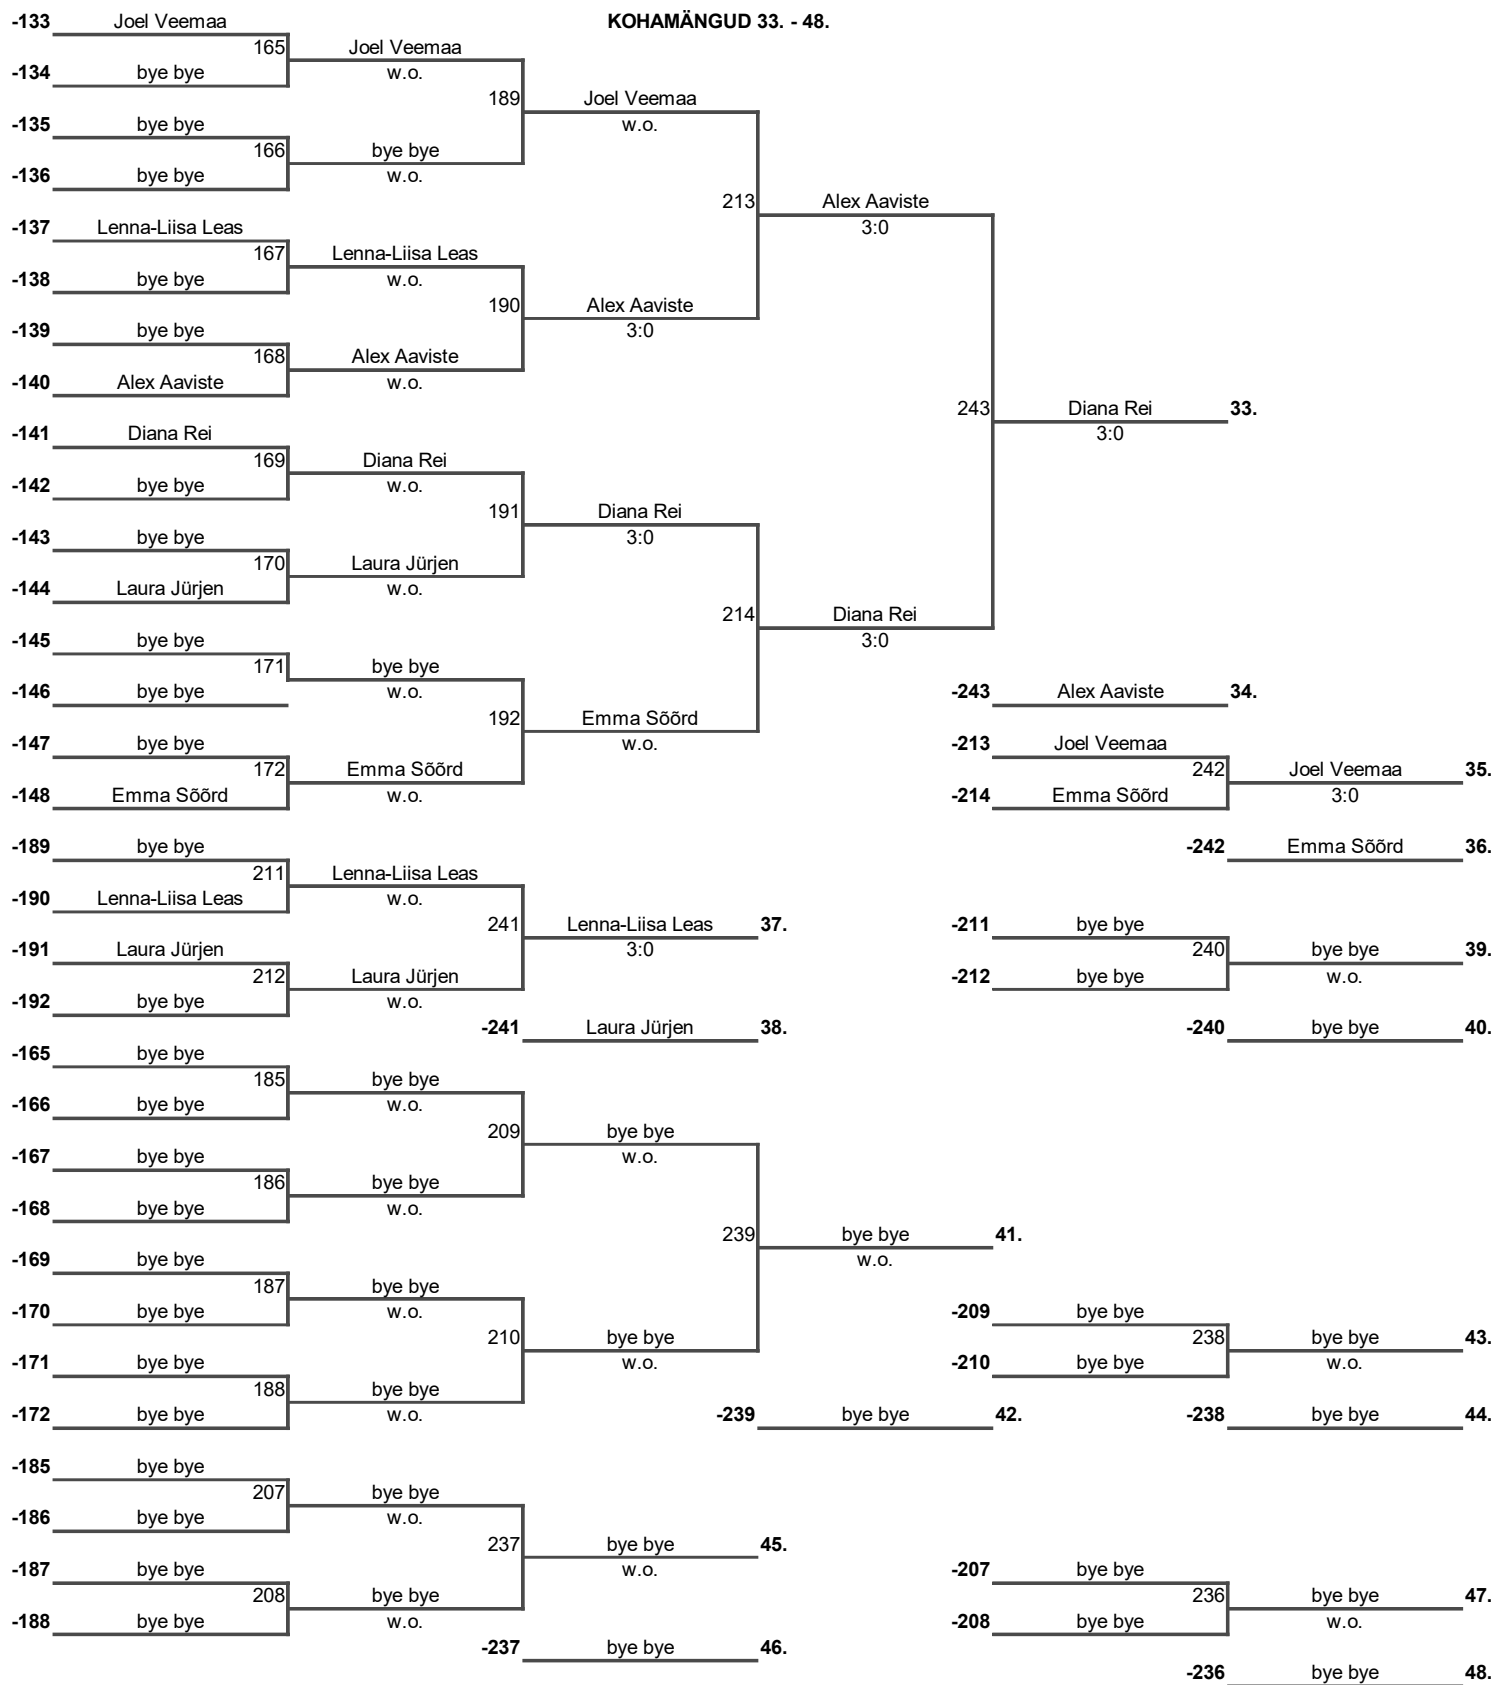 KOHAMÄNGUD 33. - 48.
-133 Joel Veemaa
165 Joel Veemaa
-134 bye bye w.o.
189 Joel Veemaa
-135 bye bye w.o.
166 bye bye
-136 bye bye w.o.
213 Alex Aaviste
-137 Lenna-Liisa Leas 3:0
167 Lenna-Liisa Leas
-138 bye bye w.o.
190 Alex Aaviste
-139 bye bye 3:0
168 Alex Aaviste
-140 Alex Aaviste w.o.
243 Diana Rei 33.
-141 Diana Rei 3:0
169 Diana Rei
-142 bye bye w.o.
191 Diana Rei
-143 bye bye 3:0
170 Laura Jürjen
-144 Laura Jürjen w.o.
214 Diana Rei
-145 bye bye 3:0
171 bye bye
-146 bye bye w.o. -243 Alex Aaviste 34.
192 Emma Sõõrd
-147 bye bye w.o. -213 Joel Veemaa
172 Emma Sõõrd 242 Joel Veemaa 35.
-148 Emma Sõõrd w.o. -214 Emma Sõõrd 3:0
-189 bye bye -242 Emma Sõõrd 36.
211 Lenna-Liisa Leas
-190 Lenna-Liisa Leas w.o.
241 Lenna-Liisa Leas 37. -211 bye bye
-191 Laura Jürjen 3:0 240 bye bye 39.
212 Laura Jürjen -212 bye bye w.o.
-192 bye bye w.o.
-241 Laura Jürjen 38. -240 bye bye 40.
-165 bye bye
185 bye bye
-166 bye bye w.o.
209 bye bye
-167 bye bye w.o.
186 bye bye
-168 bye bye w.o.
239 bye bye 41.
-169 bye bye w.o.
187 bye bye
-170 bye bye w.o. -209 bye bye
210 bye bye 238 bye bye 43.
-171 bye bye w.o. -210 bye bye w.o.
188 bye bye
-172 bye bye w.o. -239 bye bye 42. -238 bye bye 44.
-185 bye bye
207 bye bye
-186 bye bye w.o.
237 bye bye 45.
-187 bye bye w.o. -207 bye bye
208 bye bye 236 bye bye 47.
-188 bye bye w.o. -208 bye bye w.o.
-237 bye bye 46.
-236 bye bye 48.